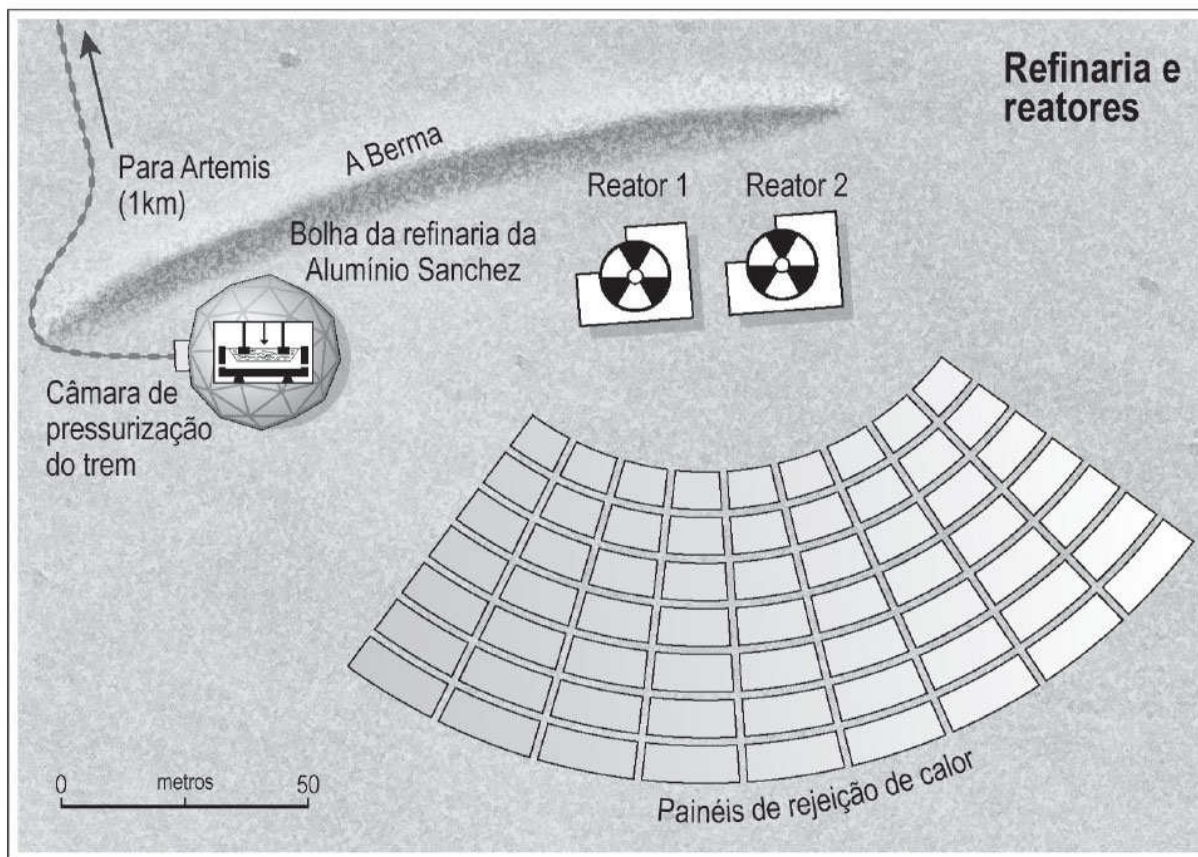 Refinaria e
reatores
Para Artemis
(1km)
A Berma
Reator 1
Reator 2
Bolha da refinaria da
Alumínio Sanchez
Câmara de
pressurização
do trem
0 metros 50
Painéis de rejeição de calor